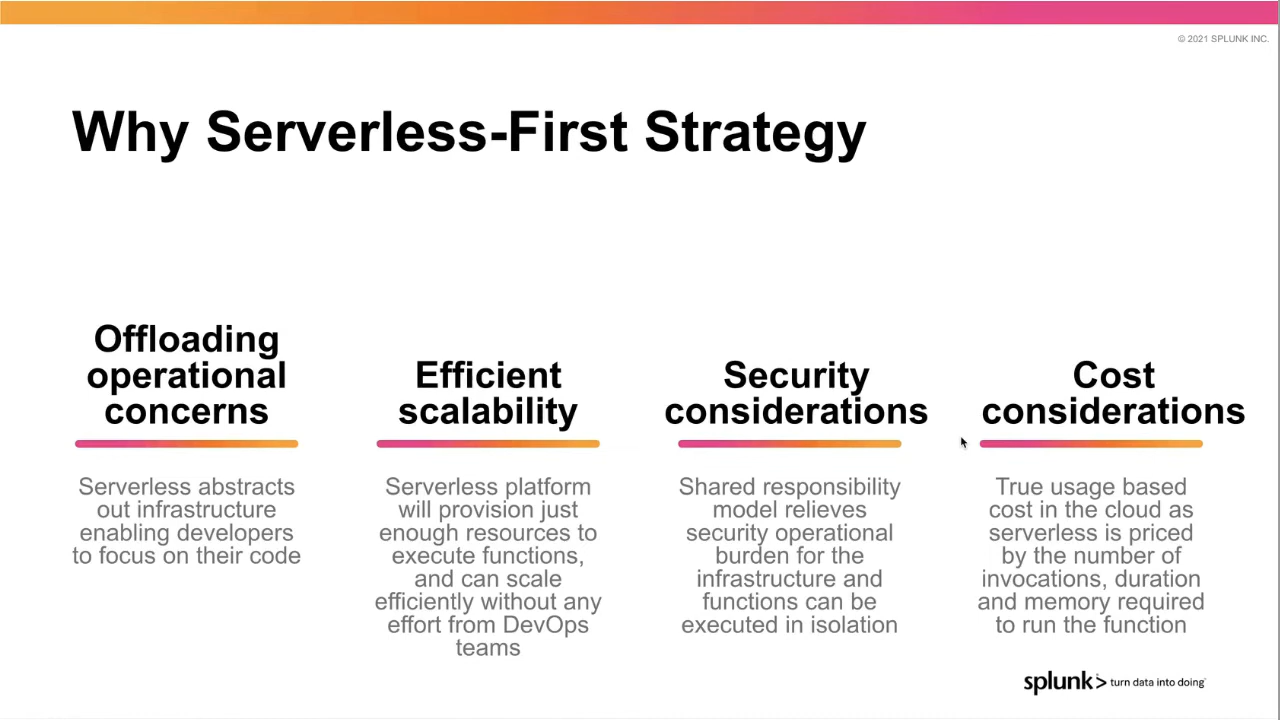 © 2021 SPLUNK INC.
Why Serverless-First Strategy
Offloading
operational
concerns
Serverless abstracts
out infrastructure
enabling developers
to focus on their code
Efficient
scalability
Serverless platform
will provision just
enough resources to
execute functions,
and can scale
efficiently without any
effort from DevOps
teams
Security
considerations
Shared responsibility
model relieves
security operational
burden for the
infrastructure and
functions can be
executed in isolation
Cost
considerations
True usage based
cost in the cloud as
serverless is priced
by the number of
invocations, duration
and memory required
to run the function
splunk> turn data into doing